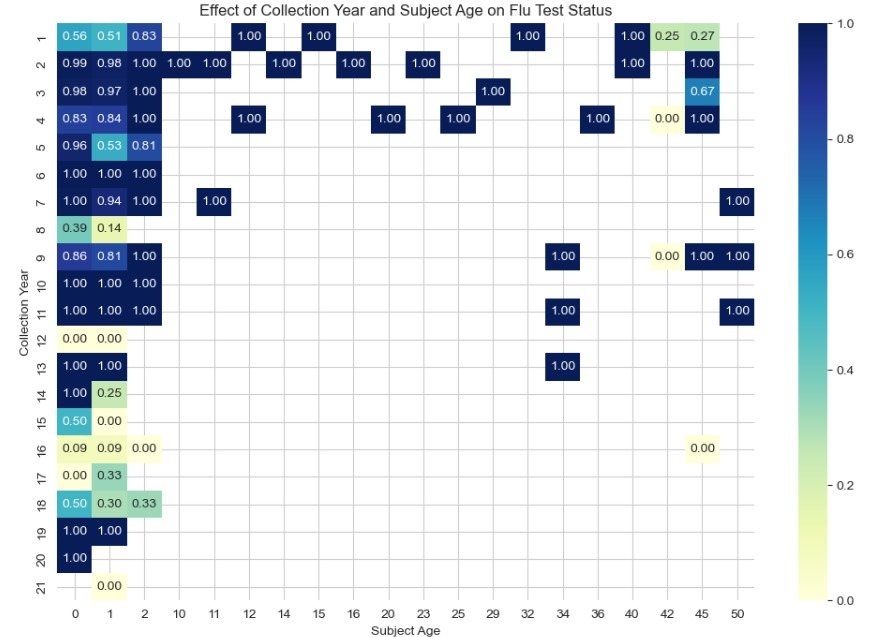 Effect of Collection Year and Subject Age on Flu Test Status
1 0.56 0.51 0.83 1.00 1.00 1.00 1.00 0.25 0.27
2 0.99 0.98 1.00 1.00 1.00 1.00 1.00 1.00 1.00 1.00
3 0.98 0.97 1.00 1.00 0.67
4 0.83 0.84 1.00 1.00 1.00 1.00 1.00 0.00 1.00
5 0.96 0.53 0.81
6 1.00 1.00 1.00
7 1.00 0.94 1.00 1.00 1.00
8 0.39 0.14
9 0.86 0.81 1.00 1.00 0.00 1.00 1.00
10 1.00 1.00 1.00
11 1.00 1.00 1.00 1.00 1.00
12 0.00 0.00
13 1.00 1.00 1.00
14 1.00 0.25
15 0.50 0.00
16 0.09 0.09 0.00 0.00
17 0.00 0.33
18 0.50 0.30 0.33
19 1.00 1.00
20 1.00
21 0.00
0 1 2 10 11 12 14 15 16 20 23 25 29 32 34 36 40 42 45 50
Subject Age
Collection Year
1.0
0.8
0.6
0.4
0.2
0.0